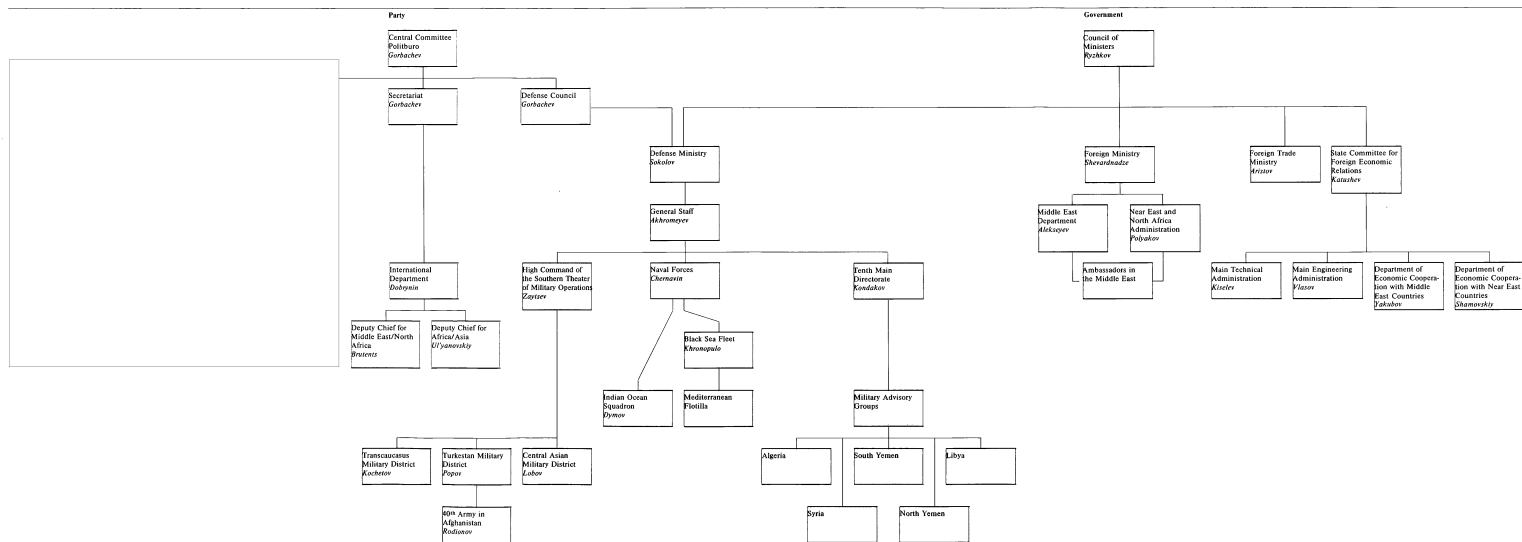 Party
Government
Central Committee
Politburo
Gorbachev
Council of
Ministers
Ryzhkov
Secretariat
Gorbachev
Defense Council
Gorbachev
Defense Ministry
Sokolov
Foreign Ministry
Shevardnadze
Foreign Trade
Ministry
Aristov
State Committee for
Foreign Economic
Relations
Katushev
General Staff
Akhromeyev
Middle East
Department
Alekseyev
Near East and
North Africa
Administration
Polyakov
International
Department
Dobrynin
High Command of
the Southern Theater
of Military Operations
Zaytsev
Naval Forces
Chernavin
Tenth Main
Directorate
Kondakov
Ambassadors in
the Middle East
Main Technical
Administration
Kiselev
Main Engineering
Administration
Vlasov
Department of
Economic Coopera-
tion with Middle
East Countries
Yakubov
Department of
Economic Coopera-
tion with Near East
Countries
Shamovskiy
Deputy Chief for
Middle East/North
Africa
Brutents
Deputy Chief for
Africa/Asia
Ul'yanovskiy
Black Sea Fleet
Khronopulo
Indian Ocean
Squadron
Dymov
Mediterranean
Flotilla
Military Advisory
Groups
Transcaucasus
Military District
Kochetov
Turkestan Military
District
Popov
Central Asian
Military District
Lobov
Algeria
South Yemen
Libya
40th Army in
Afghanistan
Rodionov
Syria
North Yemen